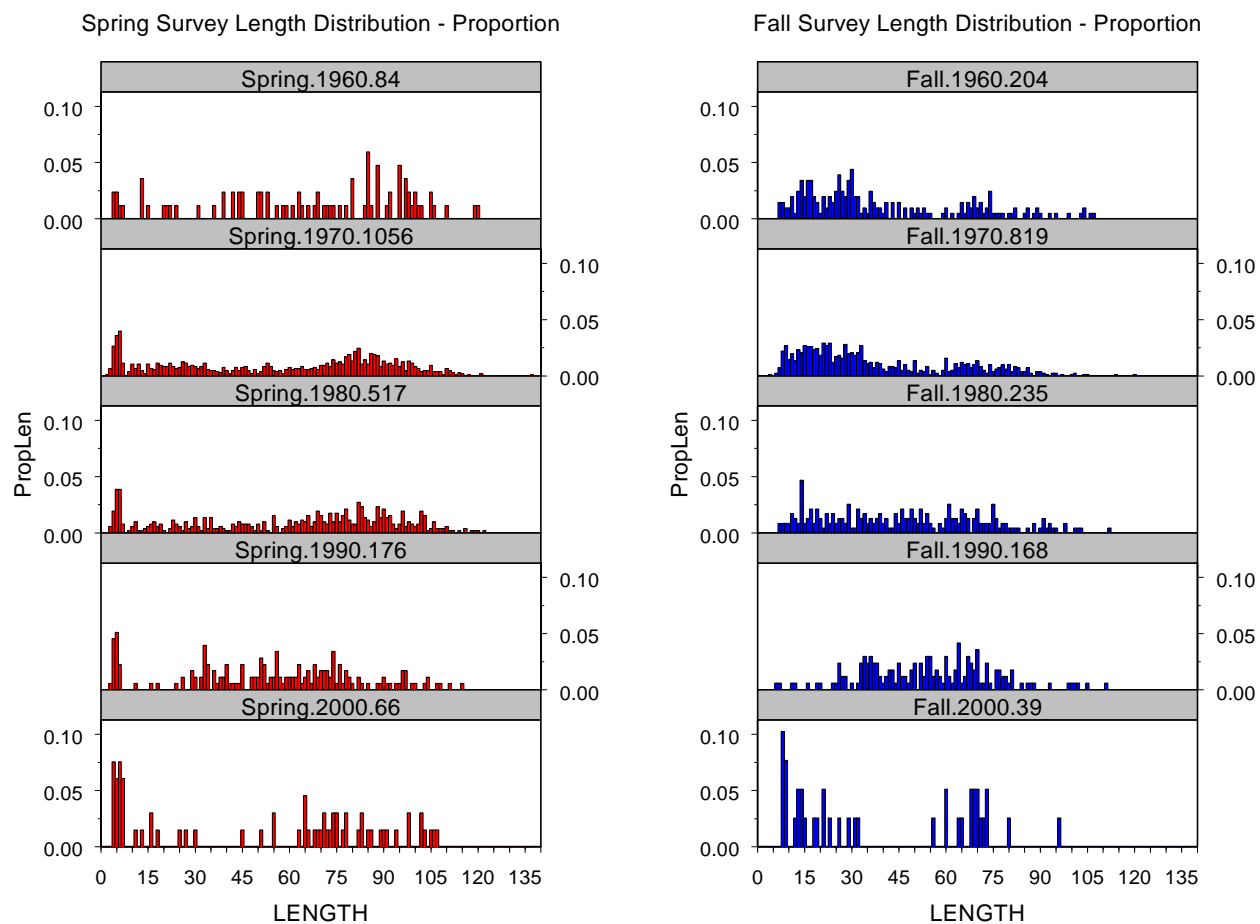 Spring Survey Length Distribution - Proportion
Spring.1960.84
0.10
0.05
0.00
Spring.1970.1056
0.10
0.05
0.00
Spring.1980.517
0.10
0.05
0.00
Spring.1990.176
0.10
0.05
0.00
Spring.2000.66
0.10
0.05
0.00
PropLen
0 15 30 45 60 75 90 105 120 135
LENGTH
Fall Survey Length Distribution - Proportion
Fall.1960.204
0.10
0.05
0.00
Fall.1970.819
0.10
0.05
0.00
Fall.1980.235
0.10
0.05
0.00
Fall.1990.168
0.10
0.05
0.00
Fall.2000.39
0.10
0.05
0.00
PropLen
0 15 30 45 60 75 90 105 120 135
LENGTH